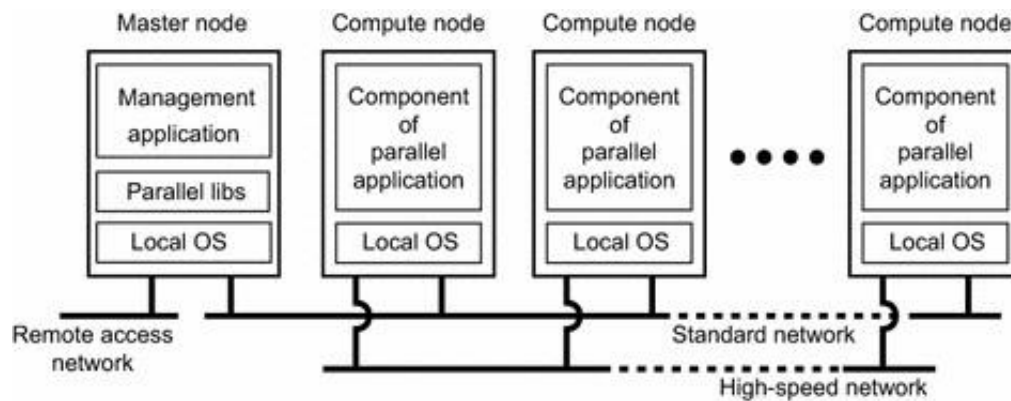 Master node
Compute node
Compute node
Compute node
Management
application
Parallel libs
Local OS
Component
of
parallel
application
Local OS
Component
of
parallel
application
Local OS
Component
of
parallel
application
Local OS
Remote access
network
Standard network
High-speed network